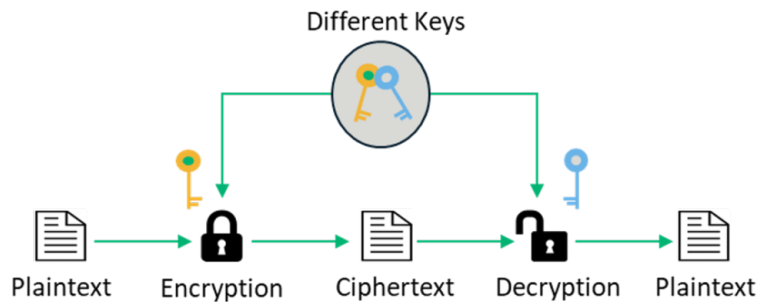 Different Keys
Plaintext
Encryption
Ciphertext
Decryption
Plaintext